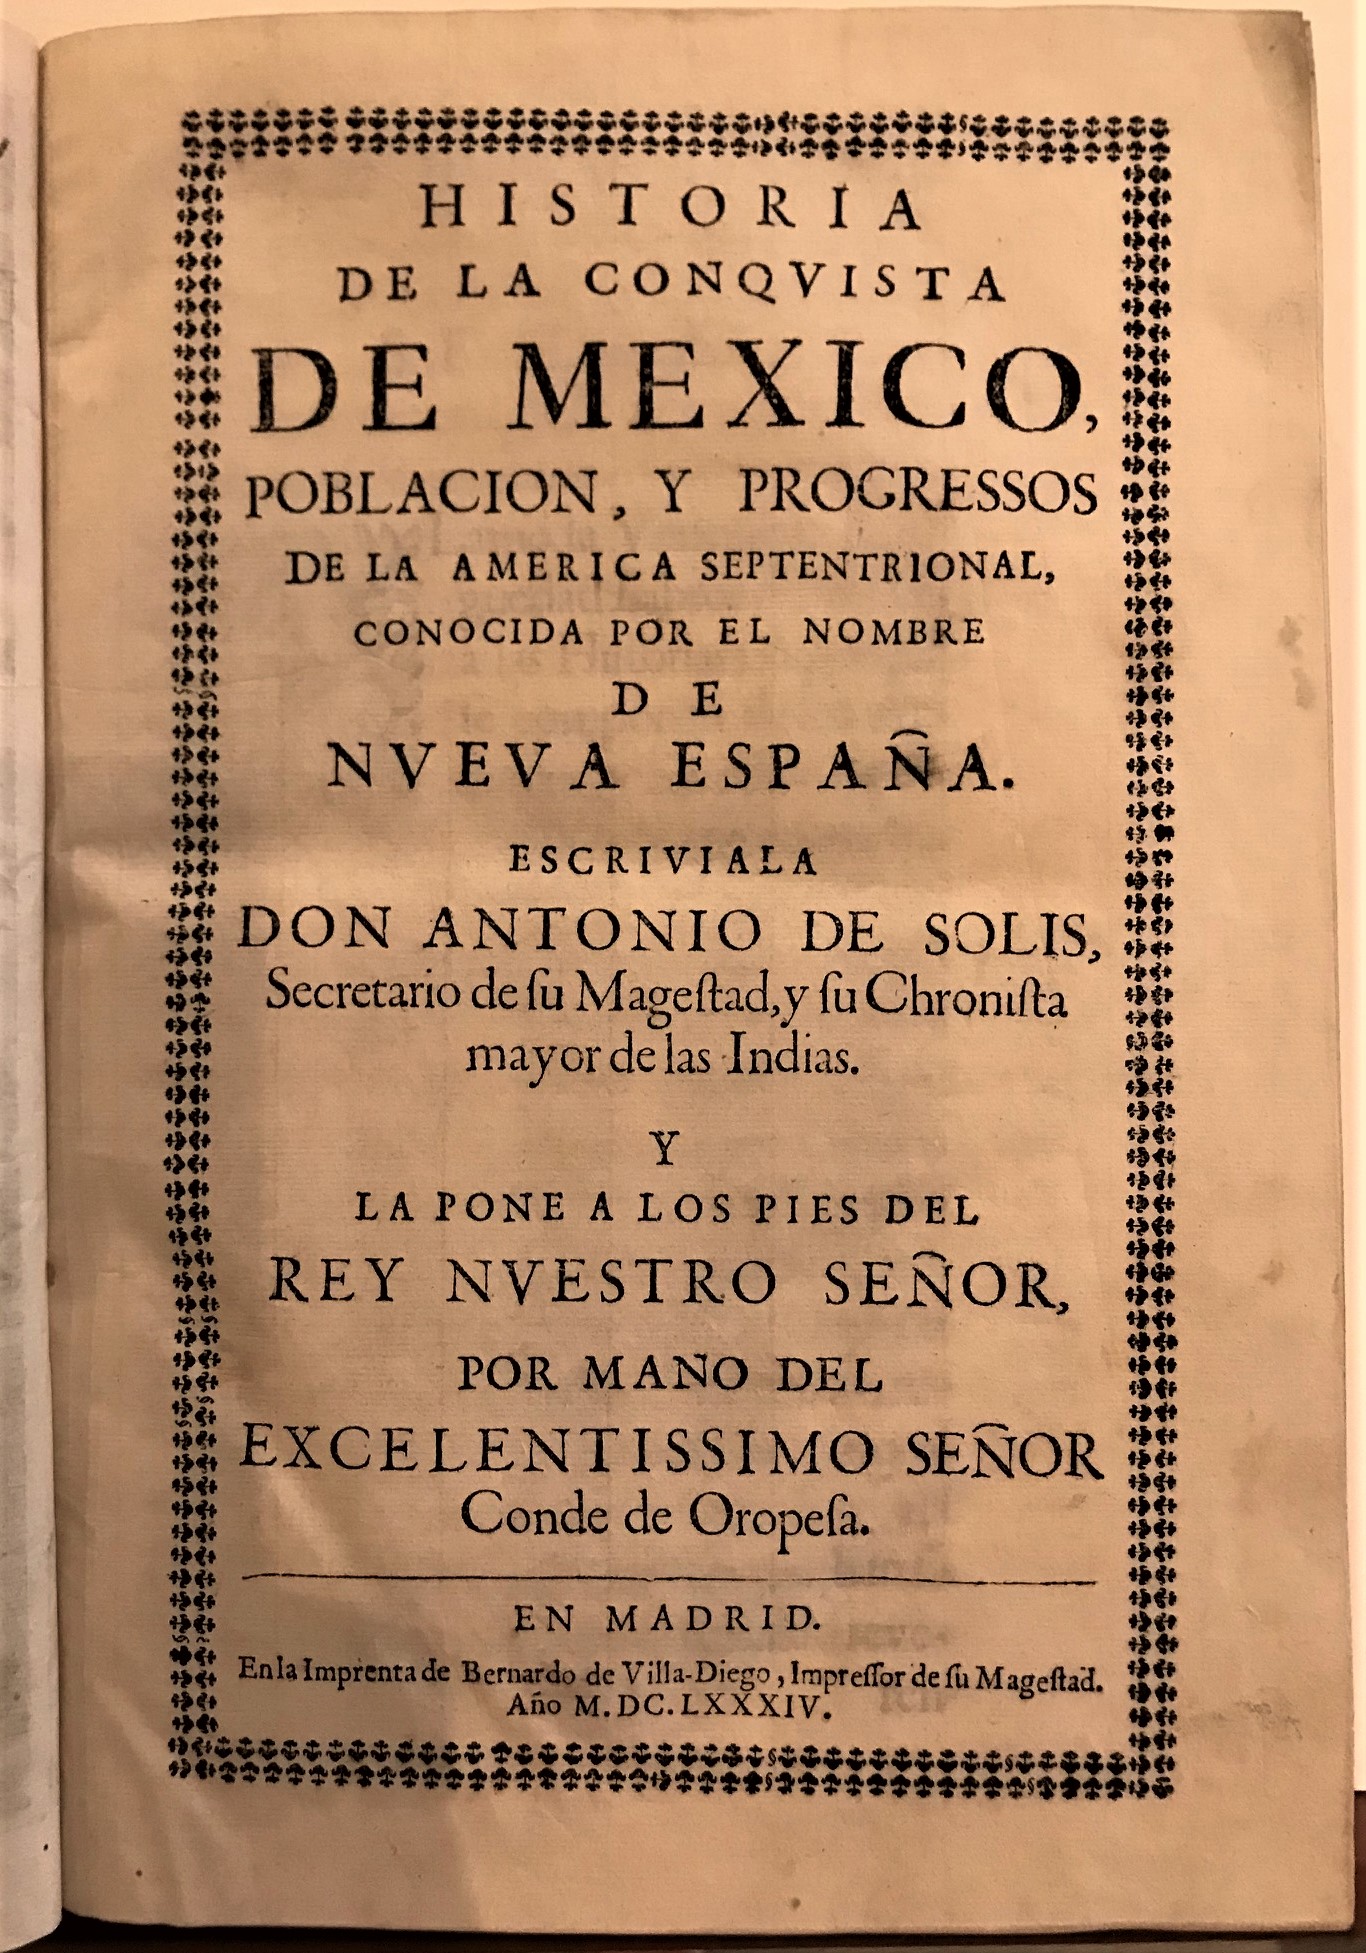 HISTORIA
DE LA CONQVISTA
DE MEXICO,
POBLACION, Y PROGRESSOS
DE LA AMERICA SEPTENTRIONAL,
CONOCIDA POR EL NOMBRE
DE
NVEVA ESPAÑA.
ESCRIVIALA
DON ANTONIO DE SOLIS,
Secretario de ſu Mageſtad, y ſu Chroniſta
mayor de las Indias.
Y
LA PONE A LOS PIES DEL
REY NVESTRO SEÑOR,
POR MANO DEL
EXCELENTISSIMO SEÑOR
Conde de Oropeſa.
EN MADRID.
En la Imprenta de Bernardo de Villa-Diego, Impreſſor de ſu Mageſtad.
Año M.DC.LXXXIV.